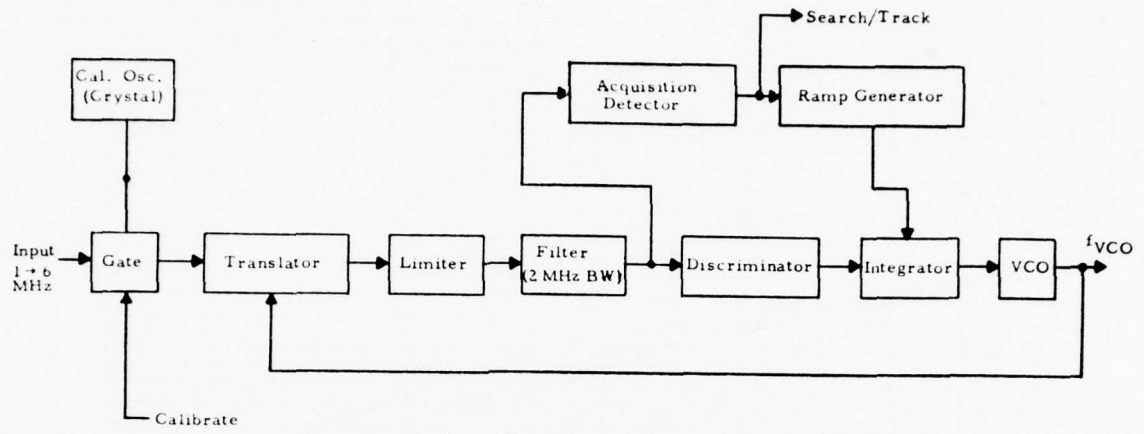 Search/Track
Cal. Osc.
(Crystal)
Acquisition
Detector
Ramp Generator
Input
1 → 6
MHz
Gate
Translator
Limiter
Filter
(2 MHz BW)
Discriminator
Integrator
VCO
fVCO
Calibrate